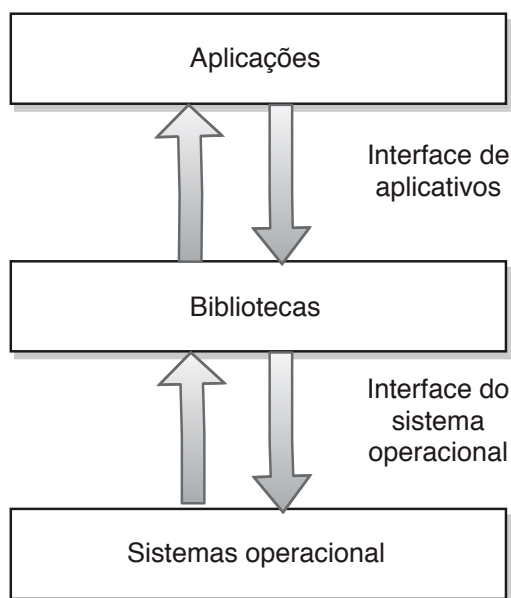 Aplicações
Interface de
aplicativos
Bibliotecas
Interface do
sistema
operacional
Sistemas operacional